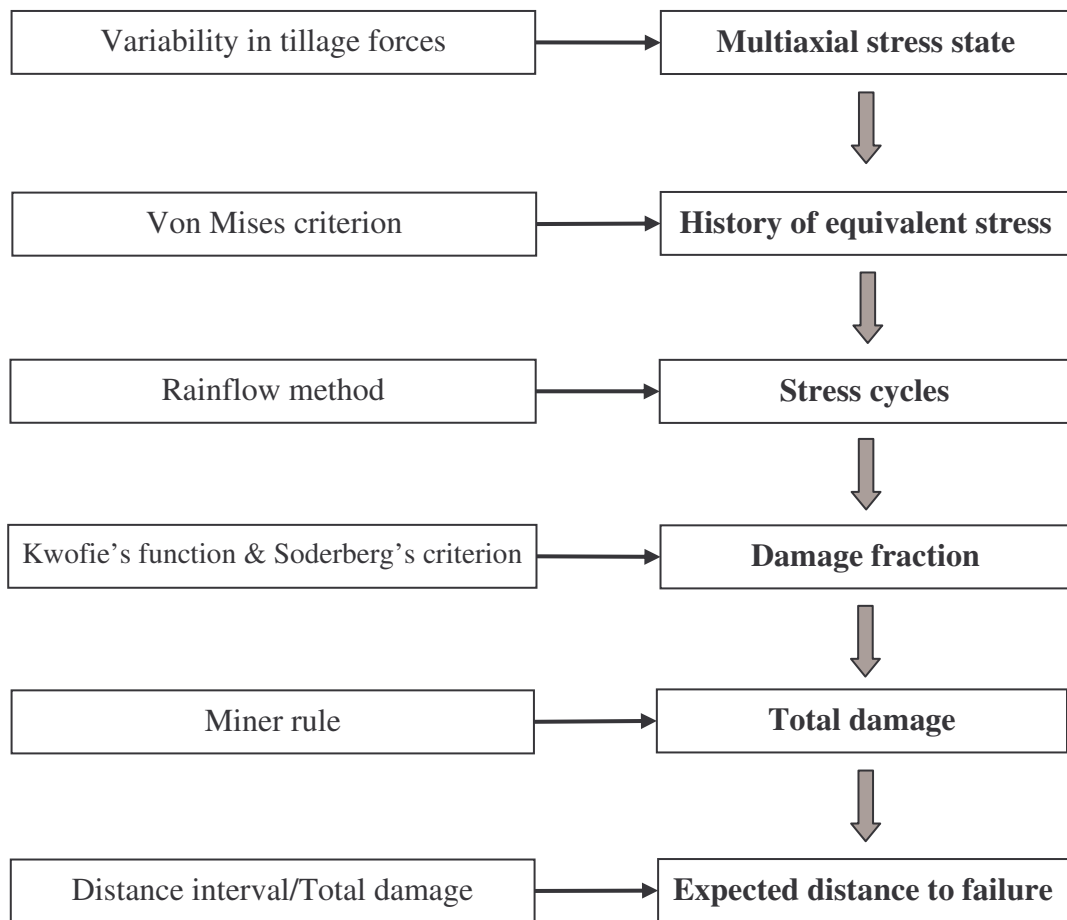 Variability in tillage forces
Multiaxial stress state
Von Mises criterion
History of equivalent stress
Rainflow method
Stress cycles
Kwofie's function & Soderberg's criterion
Damage fraction
Miner rule
Total damage
Distance interval/Total damage
Expected distance to failure